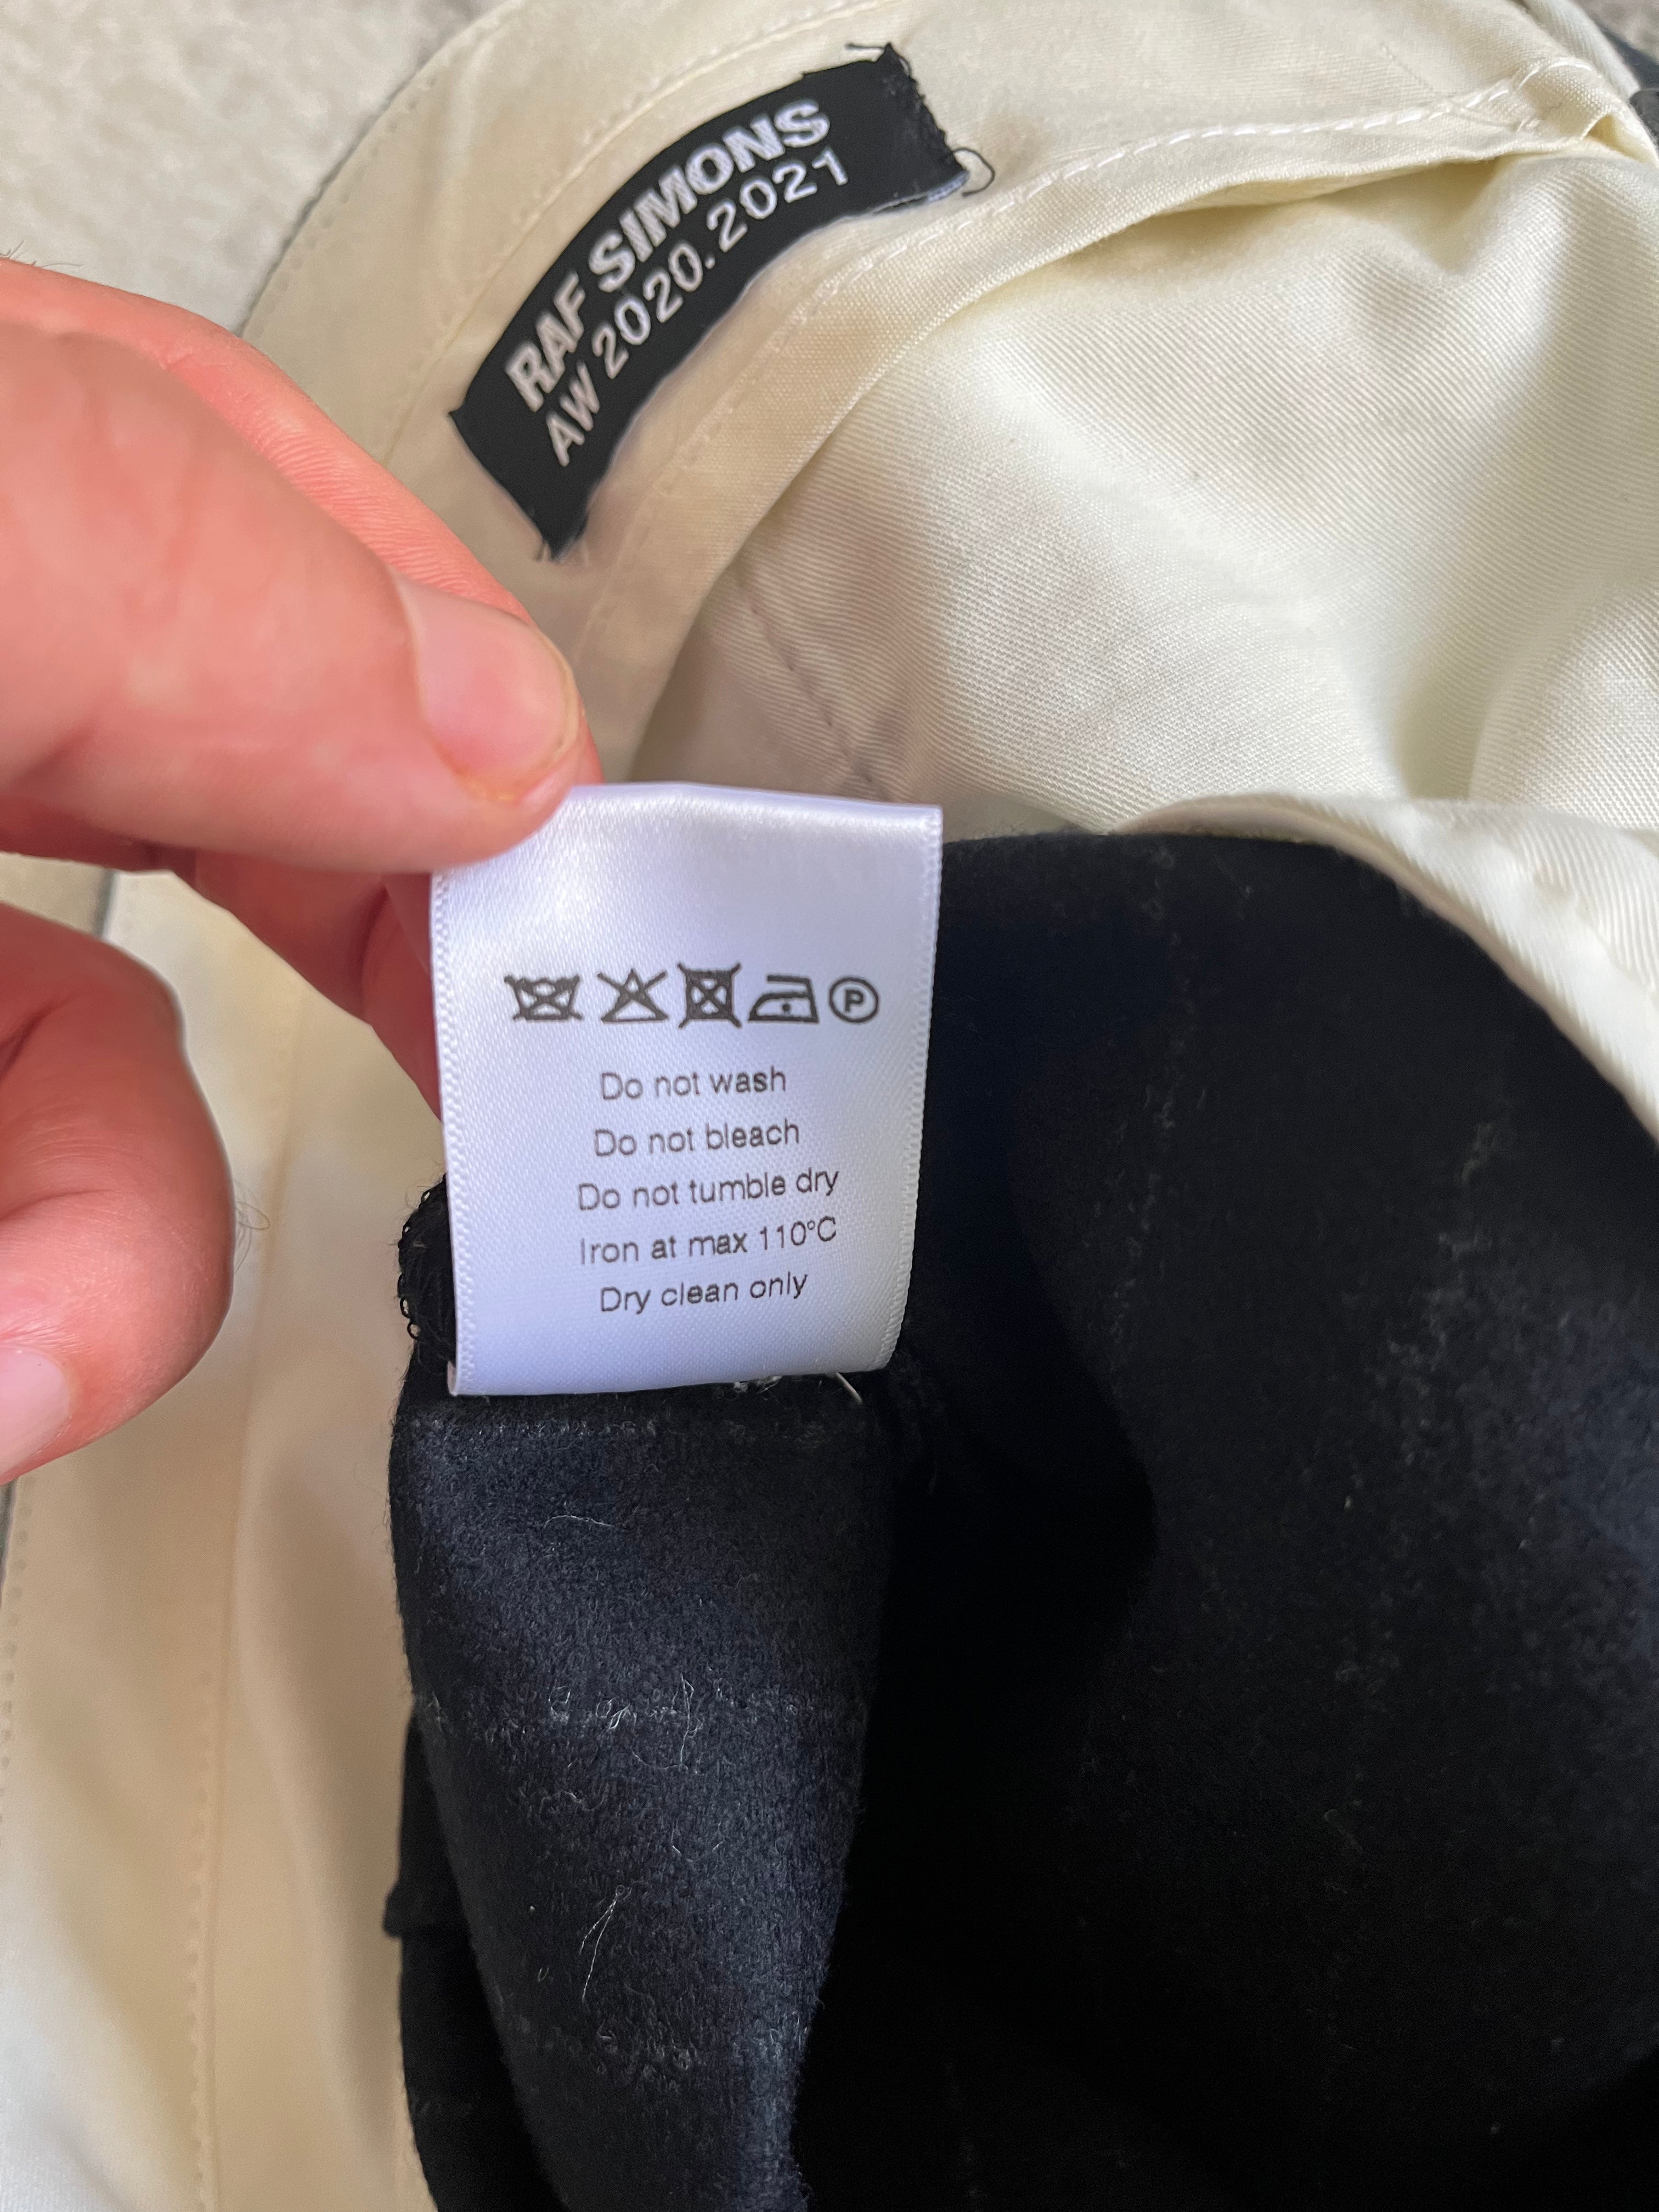 RAF SIMONS
AW 2020.2021
P
Do not wash
Do not bleach
Do not tumble dry
Iron at max 110°C
Dry clean only